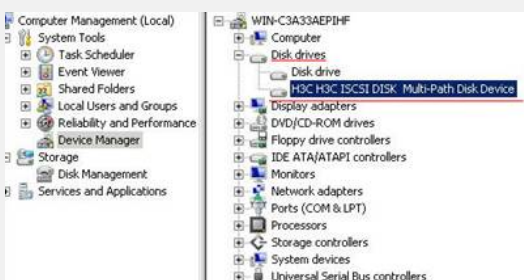 Computer Management (Local)
System Tools
Task Scheduler
Event Viewer
Shared Folders
Local Users and Groups
Reliability and Performance
Device Manager
Storage
Disk Management
Services and Applications
WIN-C3A33AEPIHF
Computer
Disk drives
Disk drive
H3C H3C ISCSI DISK Multi-Path Disk Device
Display adapters
DVD/CD-ROM drives
Floppy drive controllers
IDE ATA/ATAPI controllers
Monitors
Network adapters
Ports (COM & LPT)
Processors
Storage controllers
System devices
Universal Serial Bus controllers